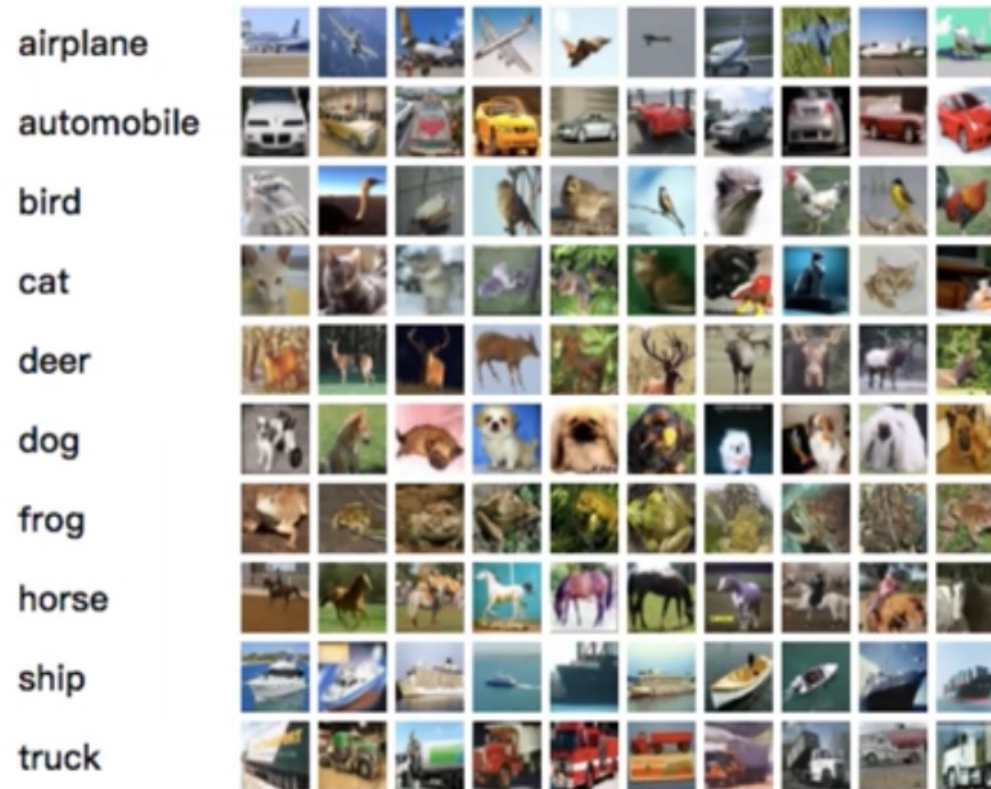 airplane
automobile
bird
cat
deer
dog
frog
horse
ship
truck